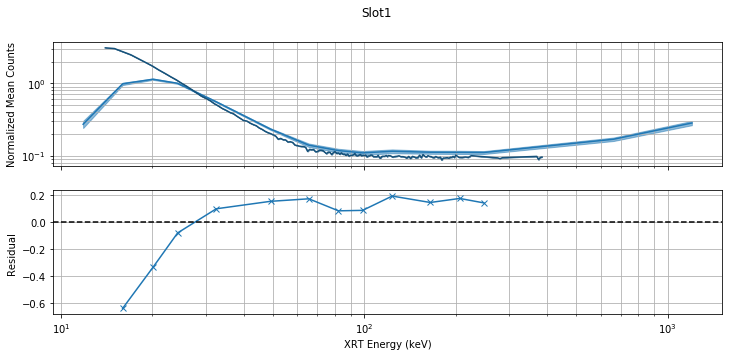 Slot1
Normalized Mean Counts
10⁰
10⁻¹
Residual
0.2
0.0
−0.2
−0.4
−0.6
10¹
10²
10³
XRT Energy (keV)